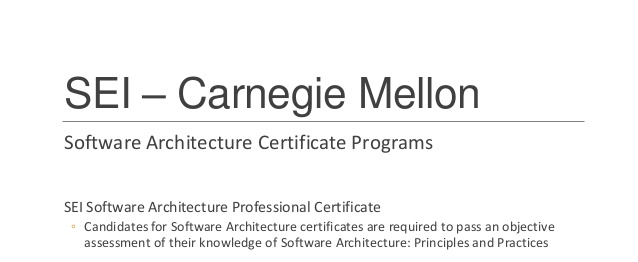 SEI – Carnegie Mellon
Software Architecture Certificate Programs
SEI Software Architecture Professional Certificate
◦ Candidates for Software Architecture certificates are required to pass an objective
assessment of their knowledge of Software Architecture: Principles and Practices